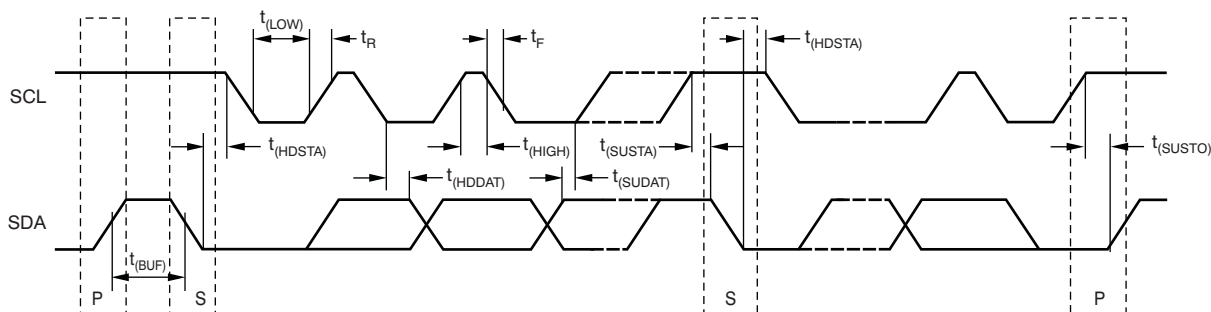 t(LOW)
tR
tF
t(HDSTA)
SCL
t(HDSTA)
t(HIGH)
t(SUSTA)
t(SUSTO)
t(HDDAT)
t(SUDAT)
SDA
t(BUF)
P
S
S
P